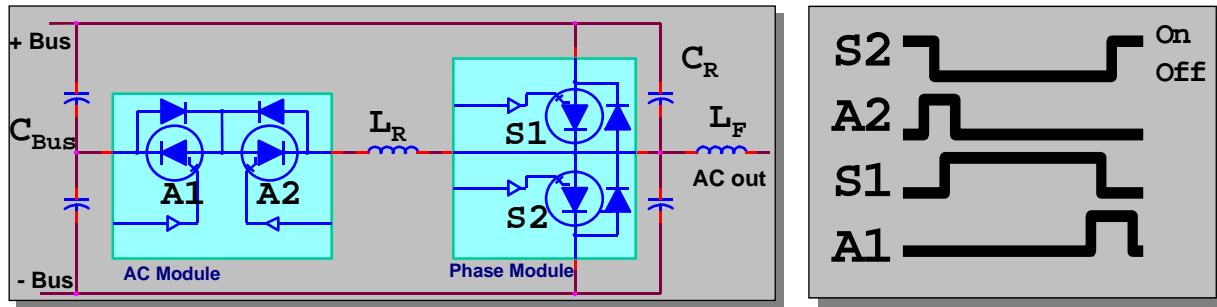 + Bus
C_Bus
- Bus
A1
A2
AC Module
L_R
S1
S2
Phase Module
C_R
L_F
AC out
S2
On
Off
A2
S1
A1